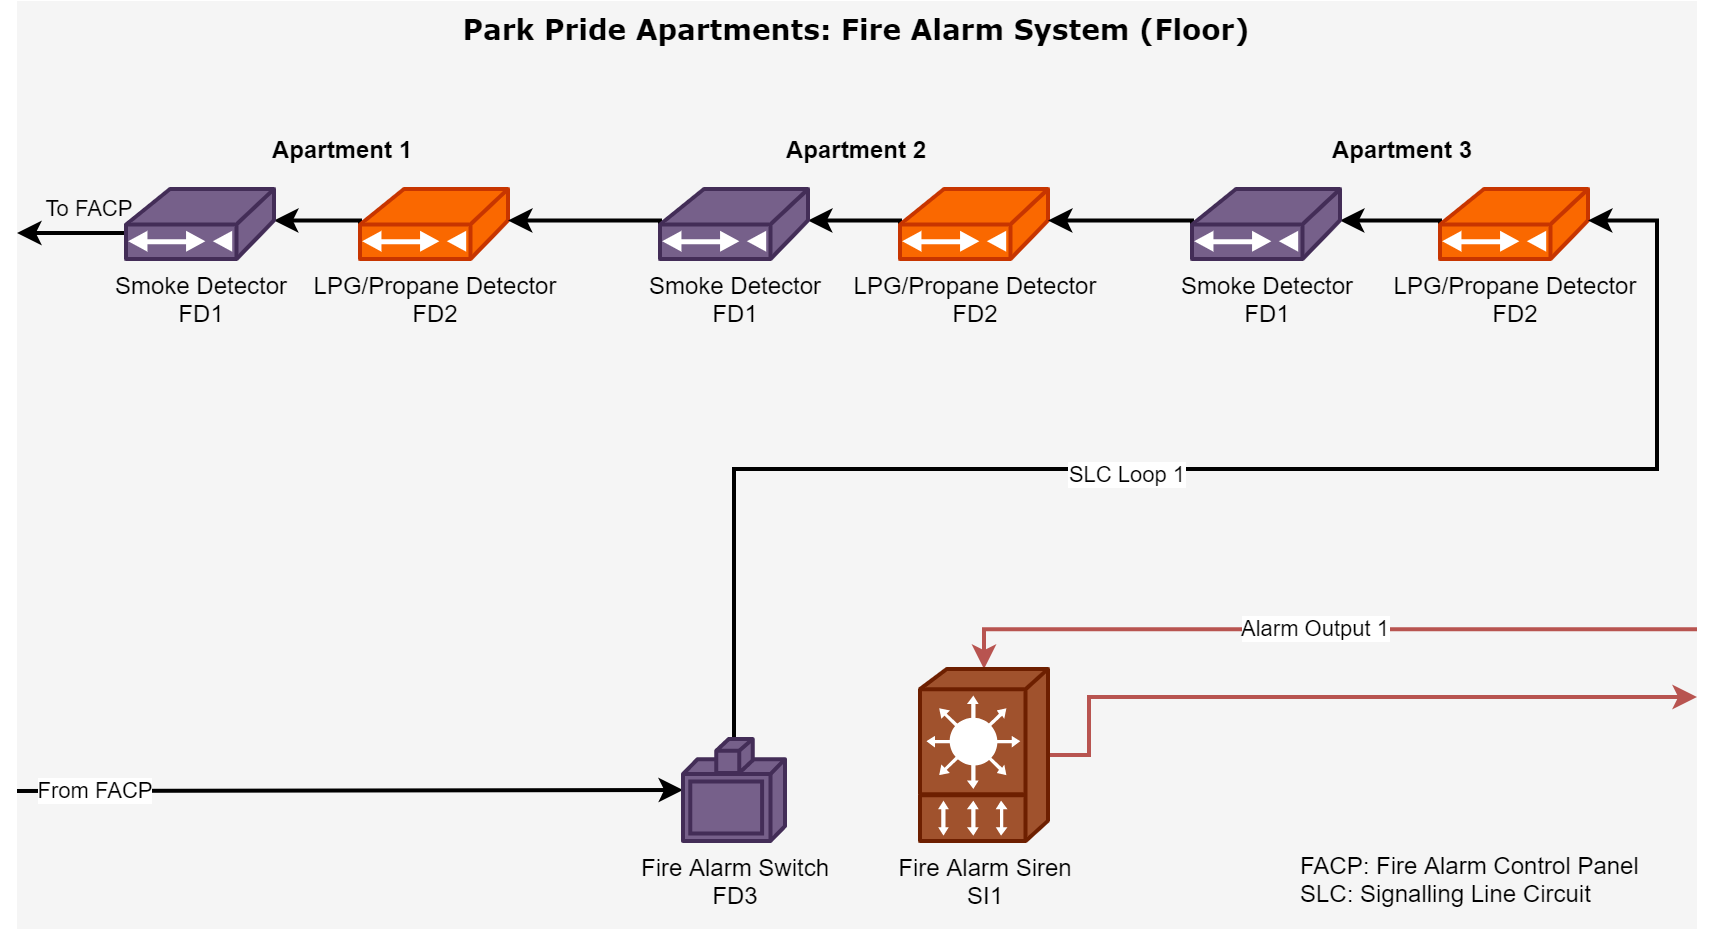 Park Pride Apartments: Fire Alarm System (Floor)
Apartment 1
Apartment 2
Apartment 3
To FACP
Smoke Detector
FD1
LPG/Propane Detector
FD2
Smoke Detector
FD1
LPG/Propane Detector
FD2
Smoke Detector
FD1
LPG/Propane Detector
FD2
SLC Loop 1
Alarm Output 1
From FACP
Fire Alarm Switch
FD3
Fire Alarm Siren
SI1
FACP: Fire Alarm Control Panel
SLC: Signalling Line Circuit